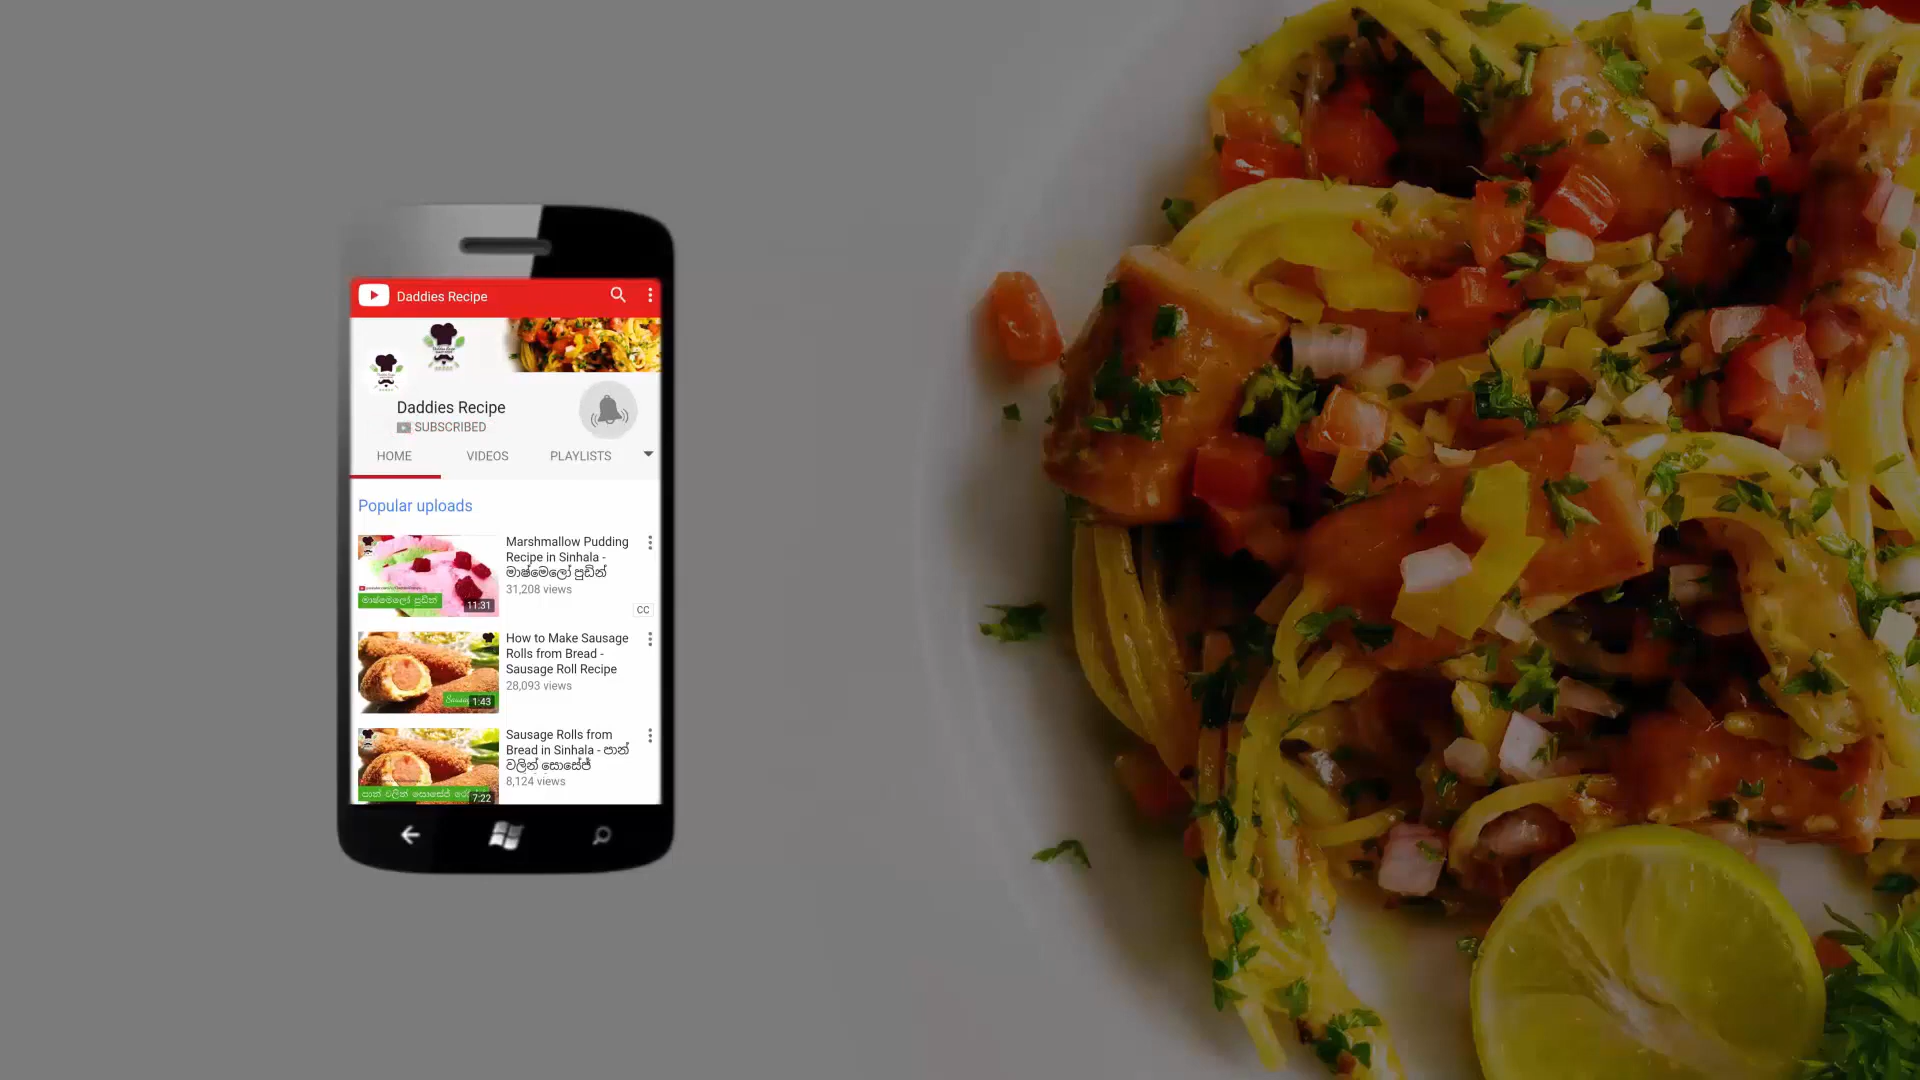 Daddies Recipe
Daddies Recipe
SUBSCRIBED
HOME VIDEOS PLAYLISTS
Popular uploads
Marshmallow Pudding
Recipe in Sinhala -
මාෂ්මෙලෝ පුඩින්
31,208 views
CC
මාෂ්මෙලෝ පුඩින්
11:31
How to Make Sausage
Rolls from Bread -
Sausage Roll Recipe
28,093 views
1:43
Sausage Rolls from
Bread in Sinhala - පාන්
වලින් සොසේජ්
8,124 views
පාන් වලින් සොසේජ්
7:22